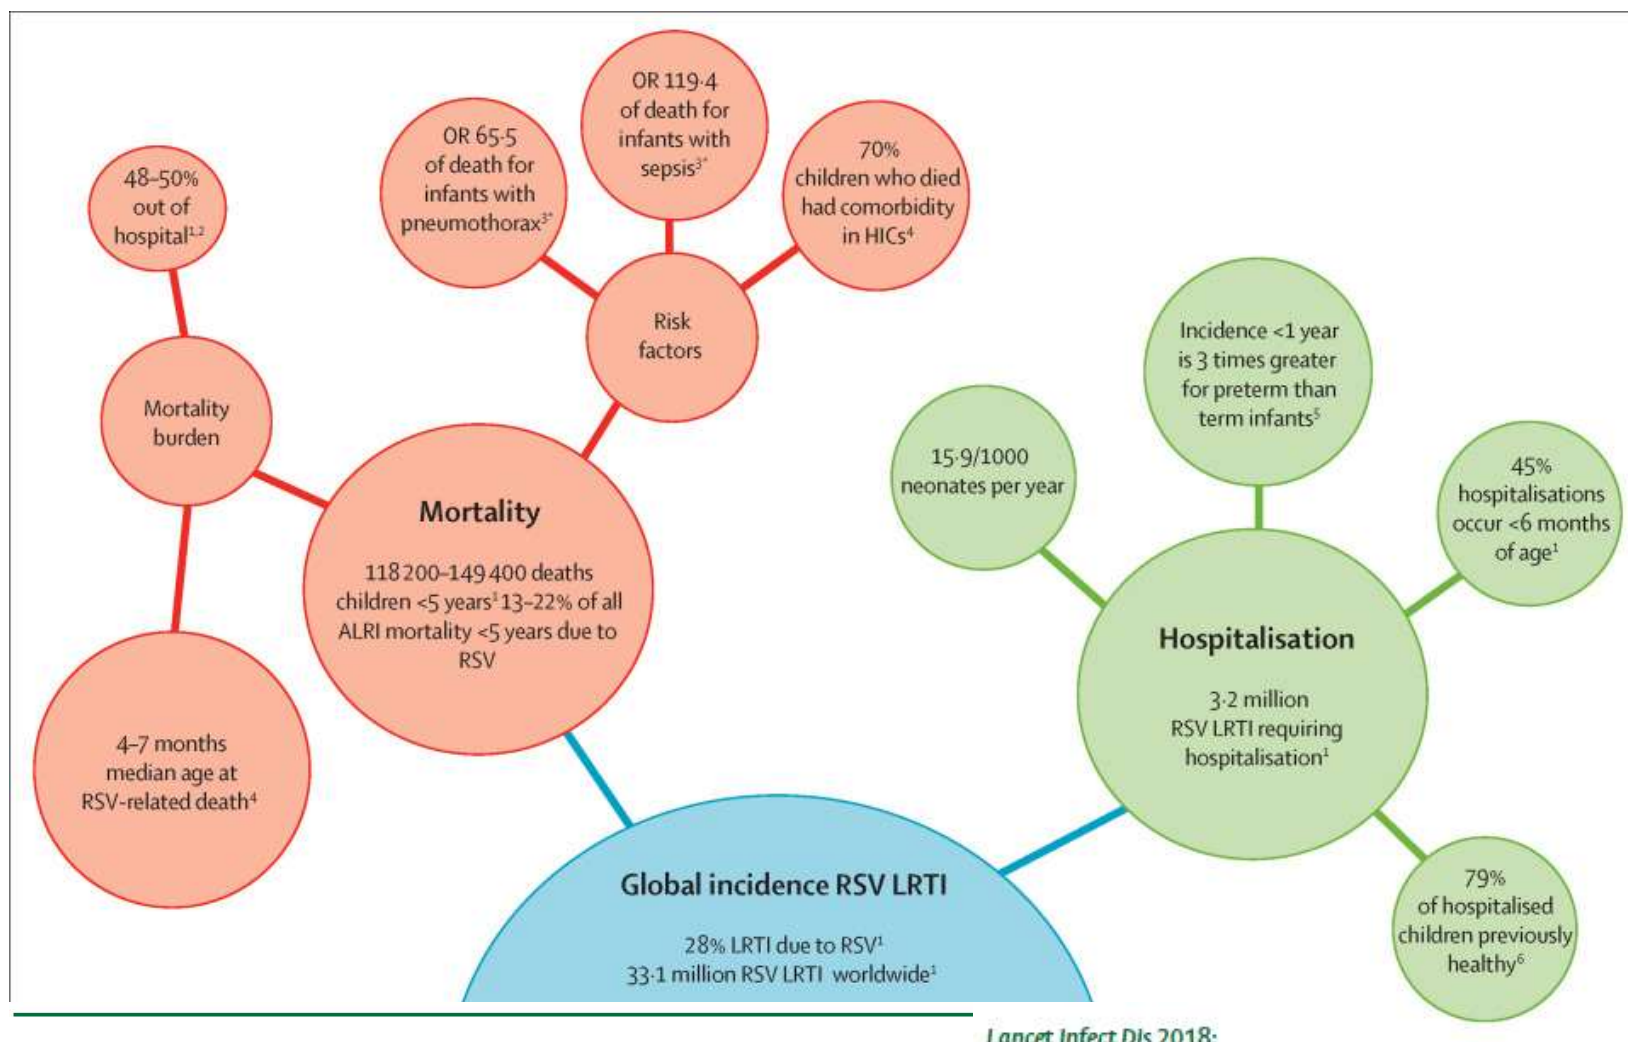 OR 119·4
of death for
infants with
sepsis3*
OR 65·5
of death for
infants with
pneumothorax3*
70%
children who died
had comorbidity
in HICs4
48–50%
out of
hospital1,2
Risk
factors
Mortality
burden
Mortality
118 200–149 400 deaths
children <5 years1 13–22% of all
ALRI mortality <5 years due to
RSV
4–7 months
median age at
RSV-related death4
Incidence <1 year
is 3 times greater
for preterm than
term infants5
15·9/1000
neonates per year
45%
hospitalisations
occur <6 months
of age1
Hospitalisation
3·2 million
RSV LRTI requiring
hospitalisation1
79%
of hospitalised
children previously
healthy6
Global incidence RSV LRTI
28% LRTI due to RSV1
33·1 million RSV LRTI worldwide1
Lancet Infect Dis 2018;